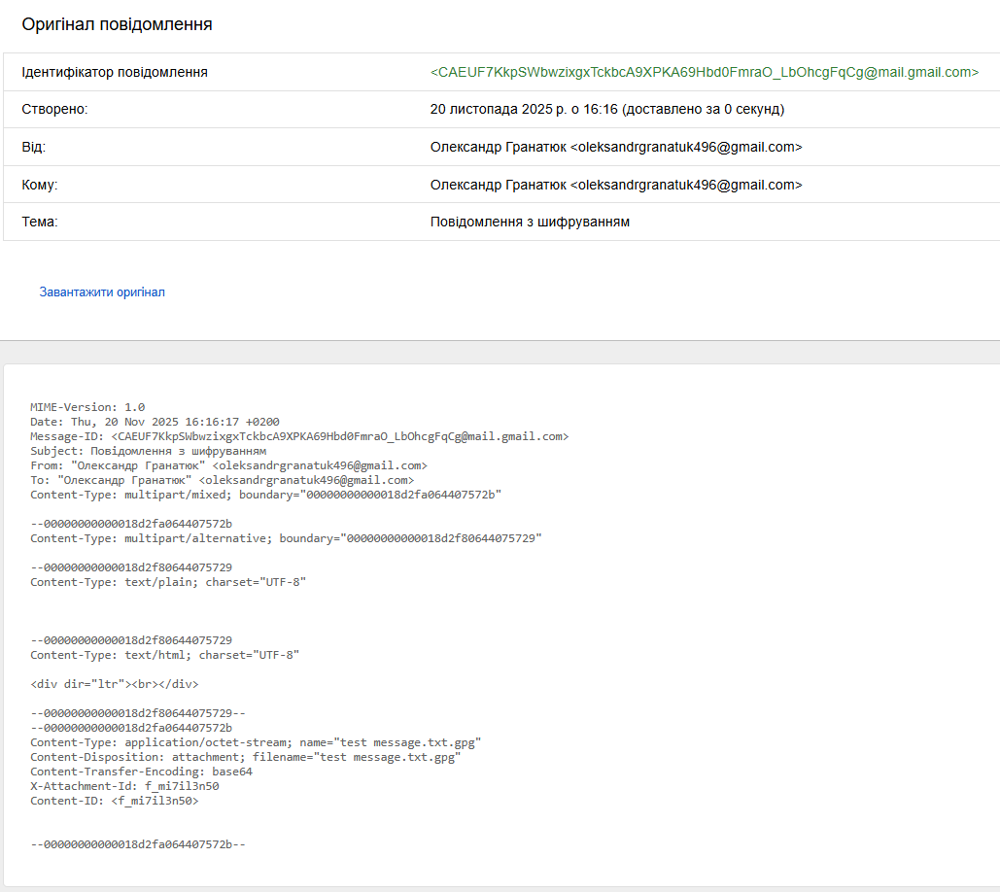 Оригінал повідомлення
Ідентифікатор повідомлення <CAEUF7KkpSWbwzixgxTckbcA9XPKA69Hbd0FmraO_LbOhcgFqCg@mail.gmail.com>
Створено: 20 листопада 2025 р. о 16:16 (доставлено за 0 секунд)
Від: Олександр Гранатюк <oleksandrgranatuk496@gmail.com>
Кому: Олександр Гранатюк <oleksandrgranatuk496@gmail.com>
Тема: Повідомлення з шифруванням
Завантажити оригінал
MIME-Version: 1.0
Date: Thu, 20 Nov 2025 16:16:17 +0200
Message-ID: <CAEUF7KkpSWbwzixgxTckbcA9XPKA69Hbd0FmraO_LbOhcgFqCg@mail.gmail.com>
Subject: Повідомлення з шифруванням
From: "Олександр Гранатюк" <oleksandrgranatuk496@gmail.com>
To: "Олександр Гранатюк" <oleksandrgranatuk496@gmail.com>
Content-Type: multipart/mixed; boundary="00000000000018d2fa064407572b"
--00000000000018d2fa064407572b
Content-Type: multipart/alternative; boundary="00000000000018d2f80644075729"
--00000000000018d2f80644075729
Content-Type: text/plain; charset="UTF-8"
--00000000000018d2f80644075729
Content-Type: text/html; charset="UTF-8"
<div dir="ltr"><br></div>
--00000000000018d2f80644075729--
--00000000000018d2fa064407572b
Content-Type: application/octet-stream; name="test message.txt.gpg"
Content-Disposition: attachment; filename="test message.txt.gpg"
Content-Transfer-Encoding: base64
X-Attachment-Id: f_mi7il3n50
Content-ID: <f_mi7il3n50>
--00000000000018d2fa064407572b--